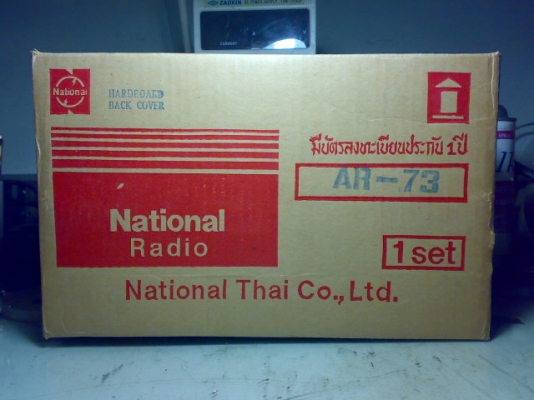 National
HARDBOARD
BACK COVER
มีบัตรลงทะเบียนประกัน 1 ปี
AR-73
National
Radio
1 set
National Thai Co., Ltd.